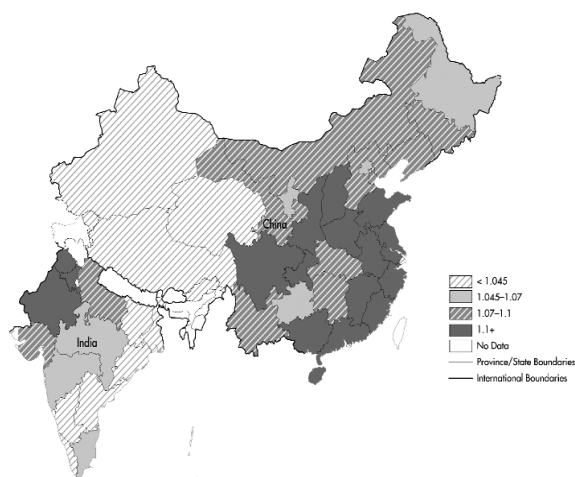 China
India
< 1.045
1.045–1.07
1.07–1.1
1.1+
No Data
Province/State Boundaries
International Boundaries